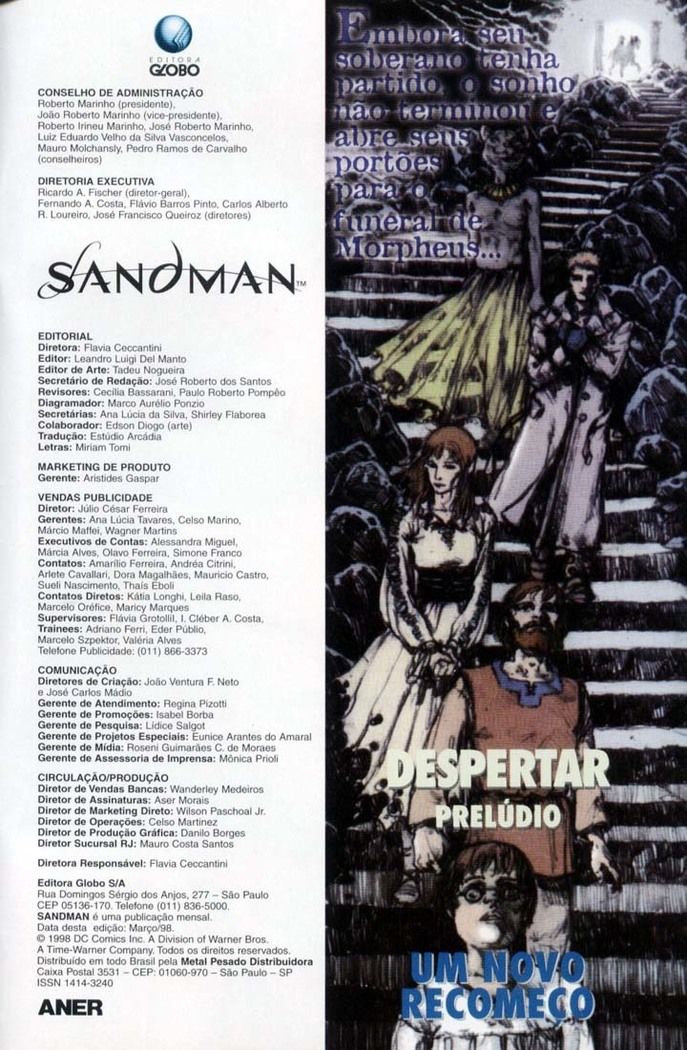 EDITORA
GLOBO
CONSELHO DE ADMINISTRAÇÃO
Roberto Marinho (presidente),
João Roberto Marinho (vice-presidente),
Roberto Irineu Marinho, José Roberto Marinho,
Luiz Eduardo Velho da Silva Vasconcelos,
Mauro Molchansly, Pedro Ramos de Carvalho
(conselheiros)
DIRETORIA EXECUTIVA
Ricardo A. Fischer (diretor-geral),
Fernando A. Costa, Flávio Barros Pinto, Carlos Alberto
R. Loureiro, José Francisco Queiroz (diretores)
SANDMAN™
EDITORIAL
Diretora: Flavia Ceccantini
Editor: Leandro Luigi Del Manto
Editor de Arte: Tadeu Nogueira
Secretário de Redação: José Roberto dos Santos
Revisores: Cecília Bassarani, Paulo Roberto Pompêo
Diagramador: Marco Aurélio Ponzio
Secretárias: Ana Lúcia da Silva, Shirley Flaborea
Colaborador: Edson Diogo (arte)
Tradução: Estúdio Arcádia
Letras: Miriam Tomi
MARKETING DE PRODUTO
Gerente: Aristides Gaspar
VENDAS PUBLICIDADE
Diretor: Júlio César Ferreira
Gerentes: Ana Lúcia Tavares, Celso Marino,
Márcio Maffei, Wagner Martins
Executivos de Contas: Alessandra Miguel,
Márcia Alves, Olavo Ferreira, Simone Franco
Contatos: Amarílio Ferreira, Andréa Citrini,
Arlete Cavallari, Dora Magalhães, Mauricio Castro,
Sueli Nascimento, Thaís Eboli
Contatos Diretos: Kátia Longhi, Leila Raso,
Marcelo Orêfice, Maricy Marques
Supervisores: Flávia Grotollil, I. Cléber A. Costa,
Trainees: Adriano Ferri, Eder Públio,
Marcelo Szpektor, Valéria Alves
Telefone Publicidade: (011) 866-3373
COMUNICAÇÃO
Diretores de Criação: João Ventura F. Neto
e José Carlos Mádio
Gerente de Atendimento: Regina Pizotti
Gerente de Promoções: Isabel Borba
Gerente de Pesquisa: Lídice Salgot
Gerente de Projetos Especiais: Eunice Arantes do Amaral
Gerente de Mídia: Roseni Guimarães C. de Moraes
Gerente de Assessoria de Imprensa: Mônica Prioli
CIRCULAÇÃO/PRODUÇÃO
Diretor de Vendas Bancas: Wanderley Medeiros
Diretor de Assinaturas: Aser Morais
Diretor de Marketing Direto: Wilson Paschoal Jr.
Diretor de Operações: Celso Martinez
Diretor de Produção Gráfica: Danilo Borges
Diretor Sucursal RJ: Mauro Costa Santos
Diretora Responsável: Flavia Ceccantini
Editora Globo S/A
Rua Domingos Sérgio dos Anjos, 277 – São Paulo
CEP 05136-170. Telefone (011) 836-5000.
SANDMAN é uma publicação mensal.
Data desta edição: Março/98.
© 1998 DC Comics Inc. A Division of Warner Bros.
A Time-Warner Company. Todos os direitos reservados.
Distribuído em todo Brasil pela Metal Pesado Distribuidora
Caixa Postal 3531 – CEP: 01060-970 – São Paulo – SP
ISSN 1414-3240
ANER
Embora seu
soberano tenha
partido, o sonho
não terminou e
abre seus
portões
para o
funeral de
Morpheus...
DESPERTAR
PRELÚDIO
UM NOVO
RECOMEÇO